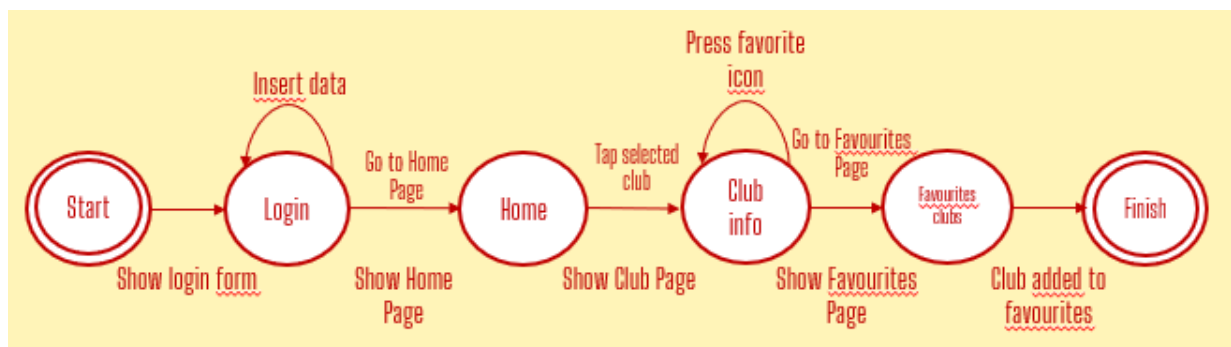 Press favorite
icon
Insert data
Go to Home
Page
Tap selected
club
Go to Favourites
Page
Start
Login
Home
Club
info
Favourites
clubs
Finish
Show login form
Show Home
Page
Show Club Page
Show Favourites
Page
Club added to
favourites